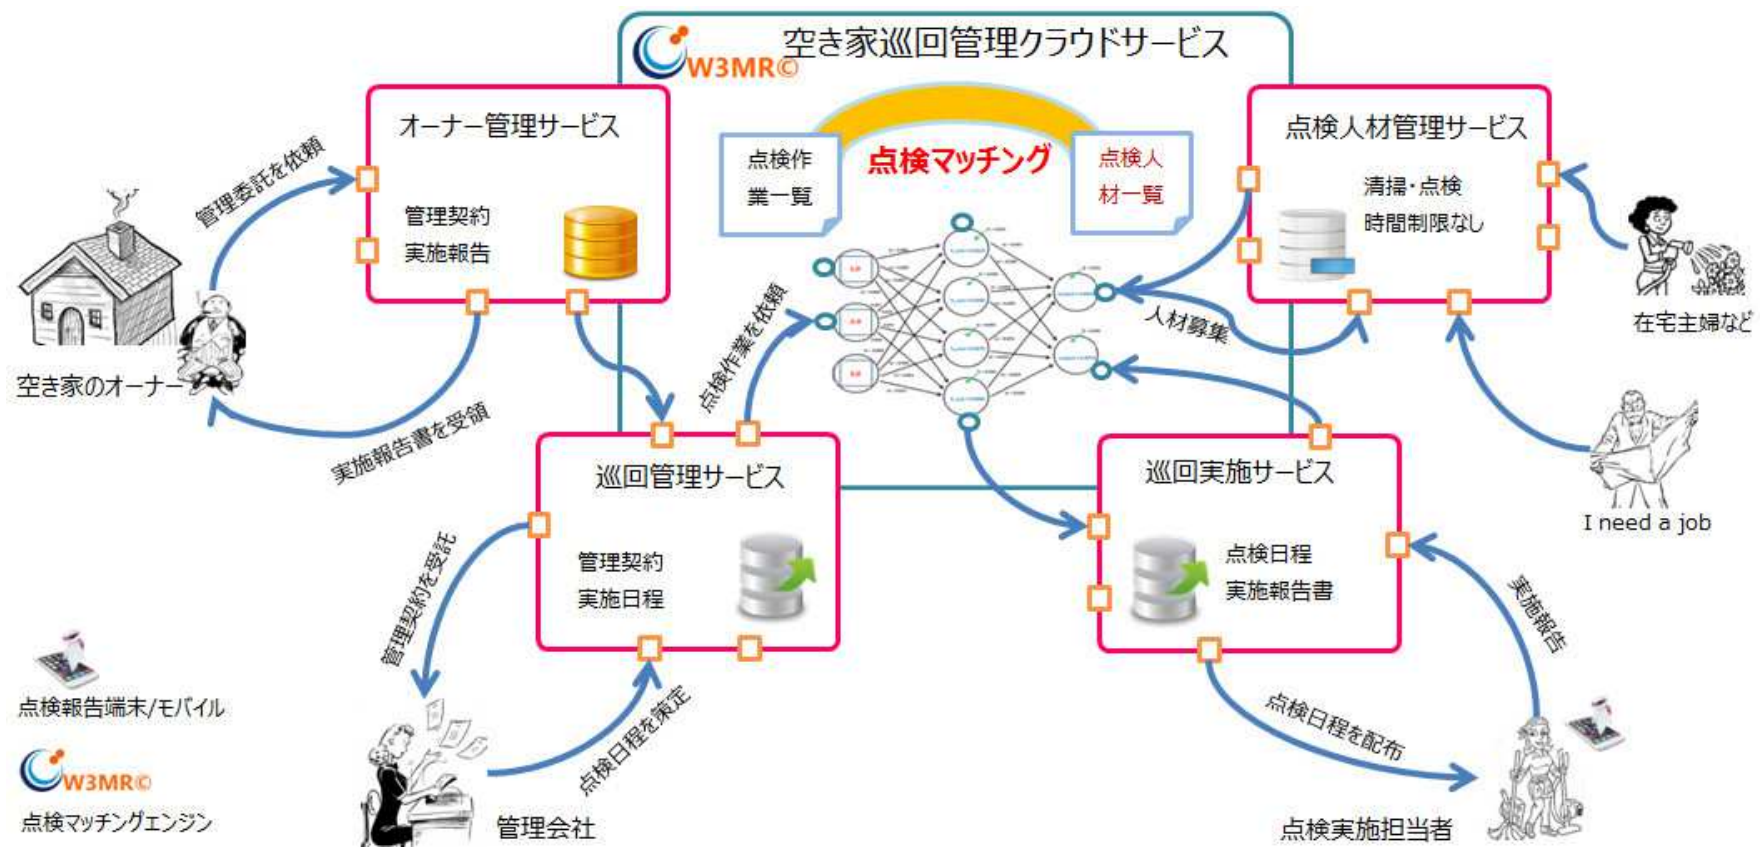 空き家巡回管理クラウドサービス
W3MR©
オーナー管理サービス
管理契約
実施報告
点検作
業一覧
点検マッチング
点検人
材一覧
点検人材管理サービス
清掃・点検
時間制限なし
管理委託を依頼
空き家のオーナー
実施報告書を受領
点検作業を依頼
人材募集
在宅主婦など
I need a job
巡回管理サービス
管理契約
実施日程
巡回実施サービス
点検日程
実施報告書
管理契約を受託
点検日程を策定
管理会社
実施報告
点検日程を配布
点検実施担当者
点検報告端末/モバイル
W3MR©
点検マッチングエンジン